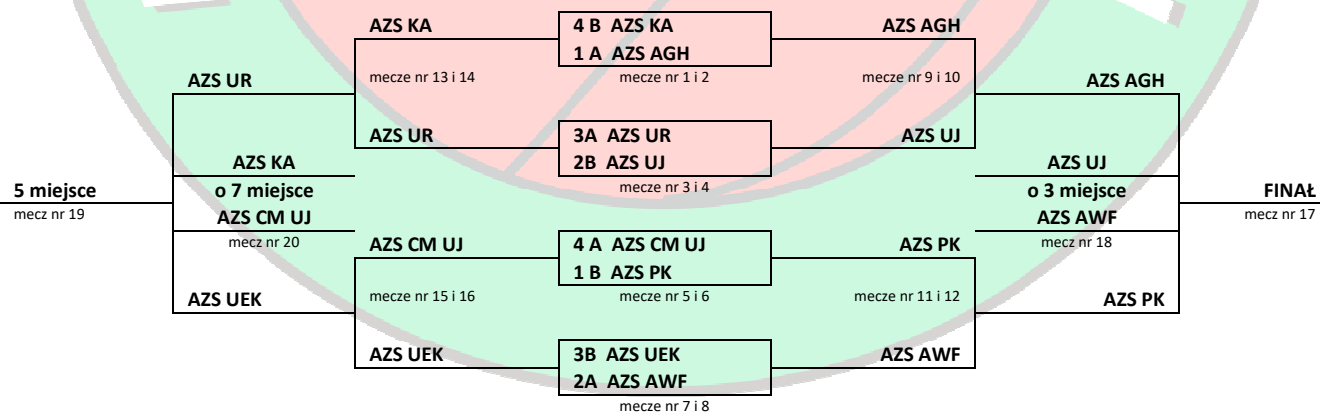 AZS KA
4 B AZS KA
AZS AGH
1 A AZS AGH
mecze nr 13 i 14
mecze nr 1 i 2
mecze nr 9 i 10
AZS UR
AZS AGH
AZS UR
3A AZS UR
AZS UJ
2B AZS UJ
AZS KA
AZS UJ
5 miejsce
o 7 miejsce
mecze nr 3 i 4
o 3 miejsce
FINAŁ
mecz nr 19
AZS CM UJ
AZS AWF
mecz nr 17
mecz nr 20
AZS CM UJ
4 A AZS CM UJ
AZS PK
mecz nr 18
1 B AZS PK
AZS UEK
mecze nr 15 i 16
mecze nr 5 i 6
mecze nr 11 i 12
AZS PK
AZS UEK
3B AZS UEK
AZS AWF
2A AZS AWF
mecze nr 7 i 8